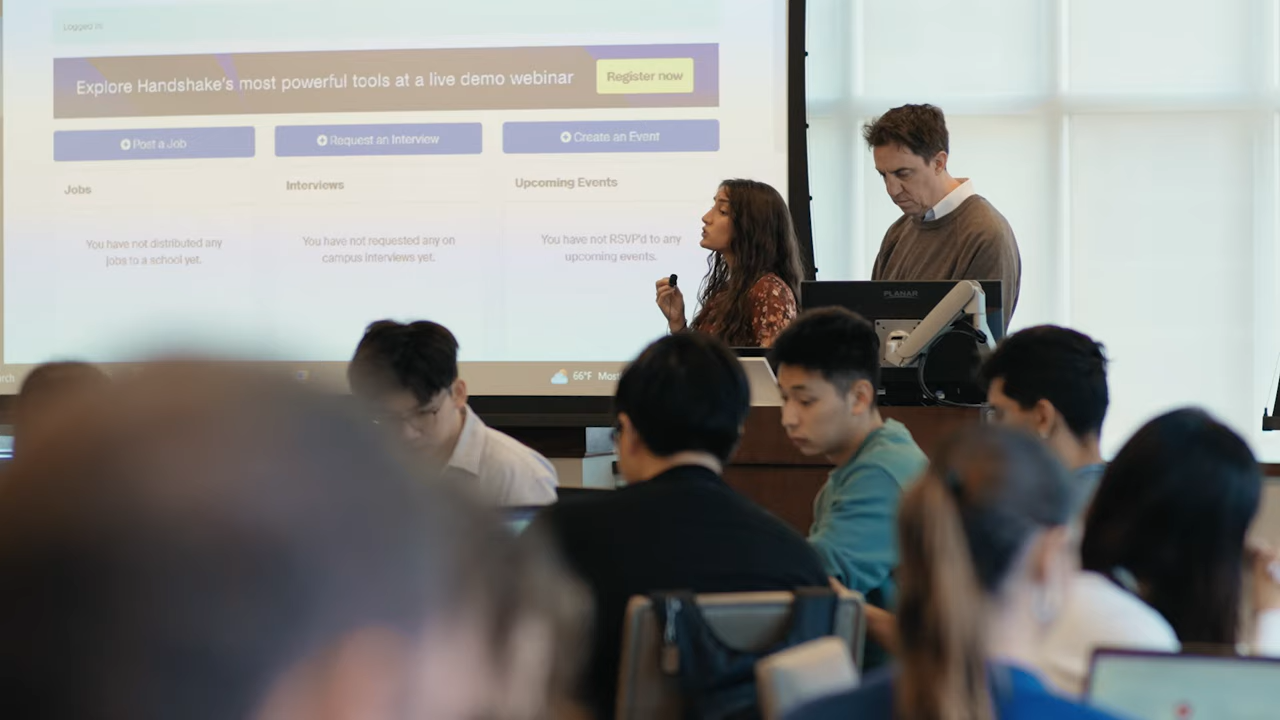 Logged in
Explore Handshake's most powerful tools at a live demo webinar
Register now
Post a Job
Request an Interview
Create an Event
Jobs
Interviews
Upcoming Events
You have not distributed any
jobs to a school yet.
You have not requested any on
campus interviews yet.
You have not RSVP'd to any
upcoming events.
PLANAR
66°F